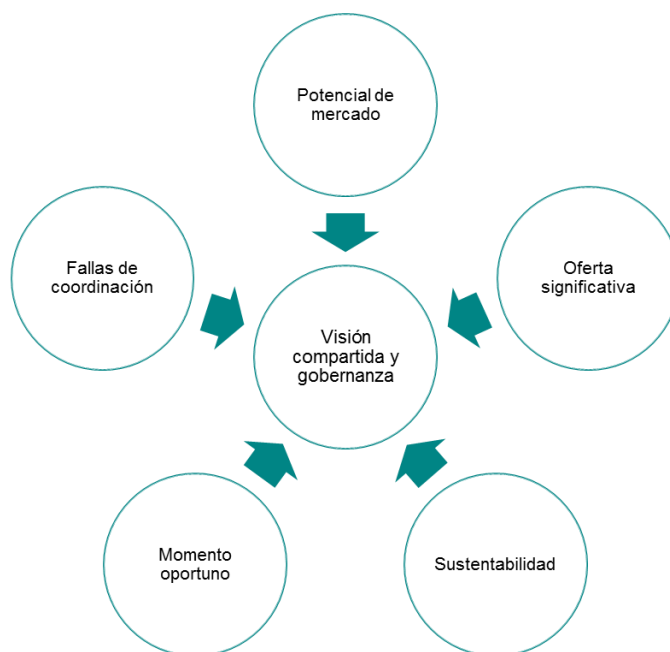 Potencial de
mercado
Fallas de
coordinación
Oferta
significativa
Visión
compartida y
gobernanza
Momento
oportuno
Sustentabilidad